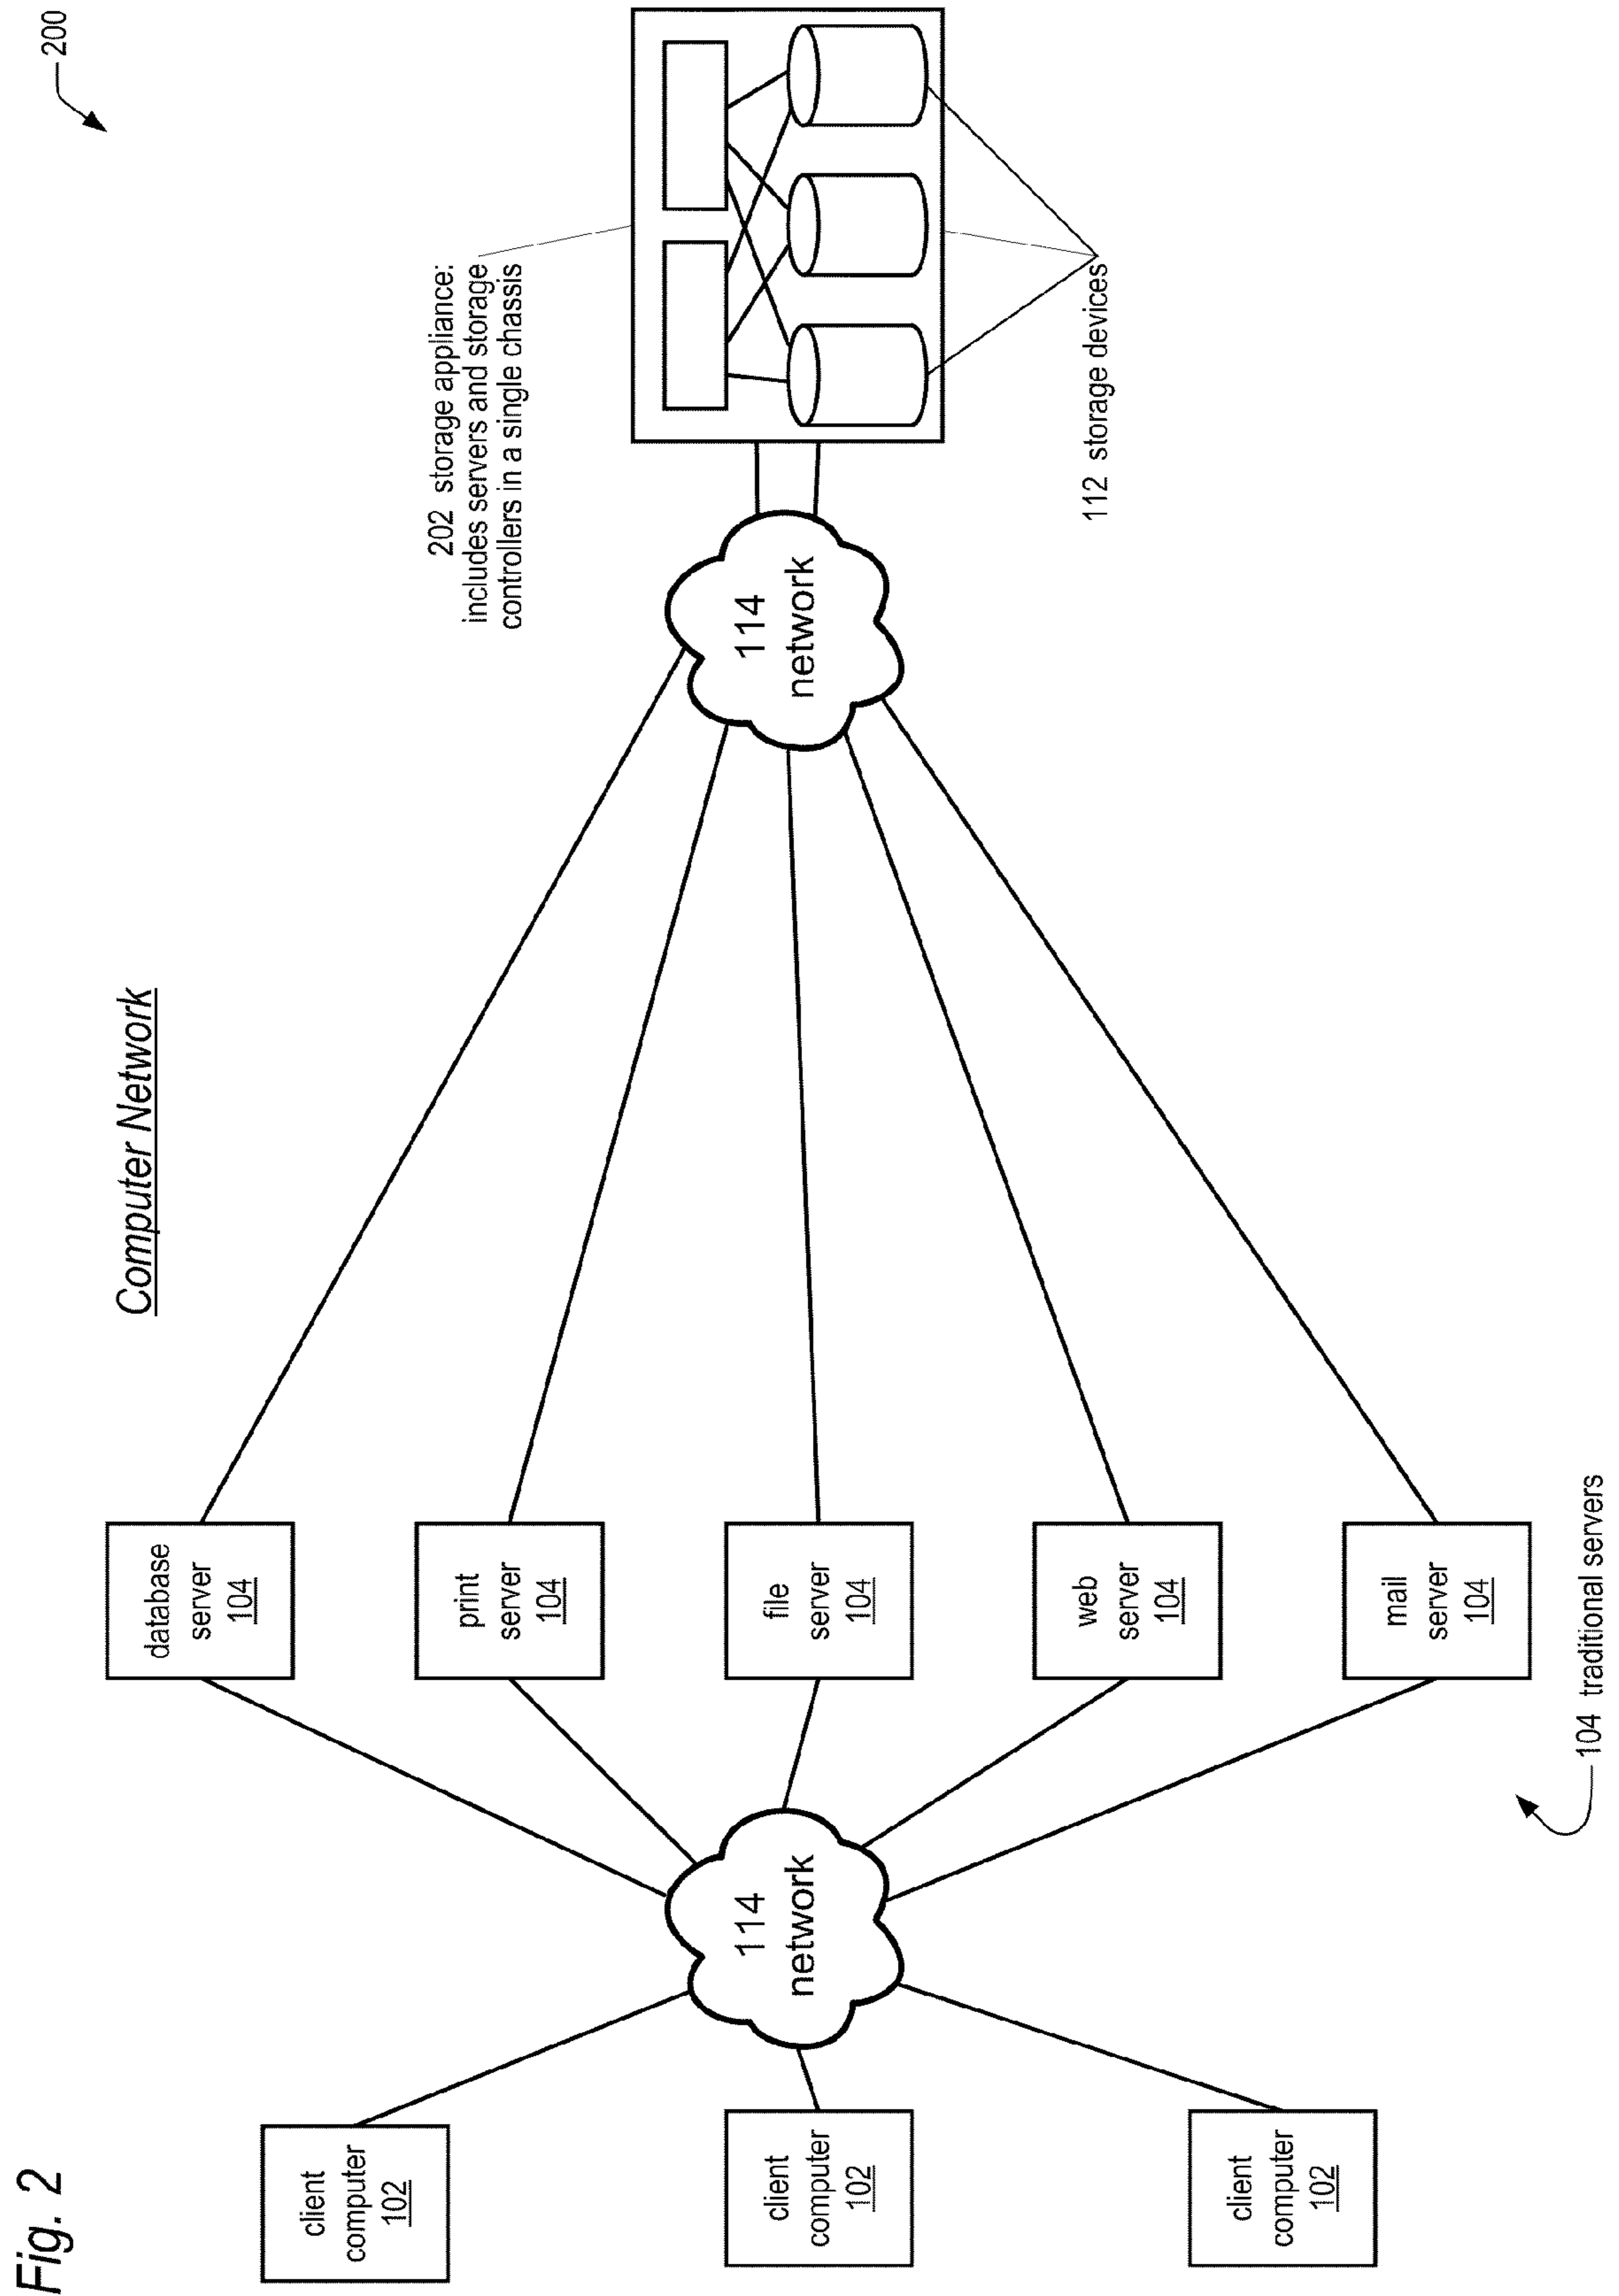 Fig. 2
200
Computer Network
client
computer
102
client
computer
102
client
computer
102
114
network
database
server
104
print
server
104
file
server
104
web
server
104
mail
server
104
104 traditional servers
114
network
202 storage appliance:
includes servers and storage
controllers in a single chassis
112 storage devices